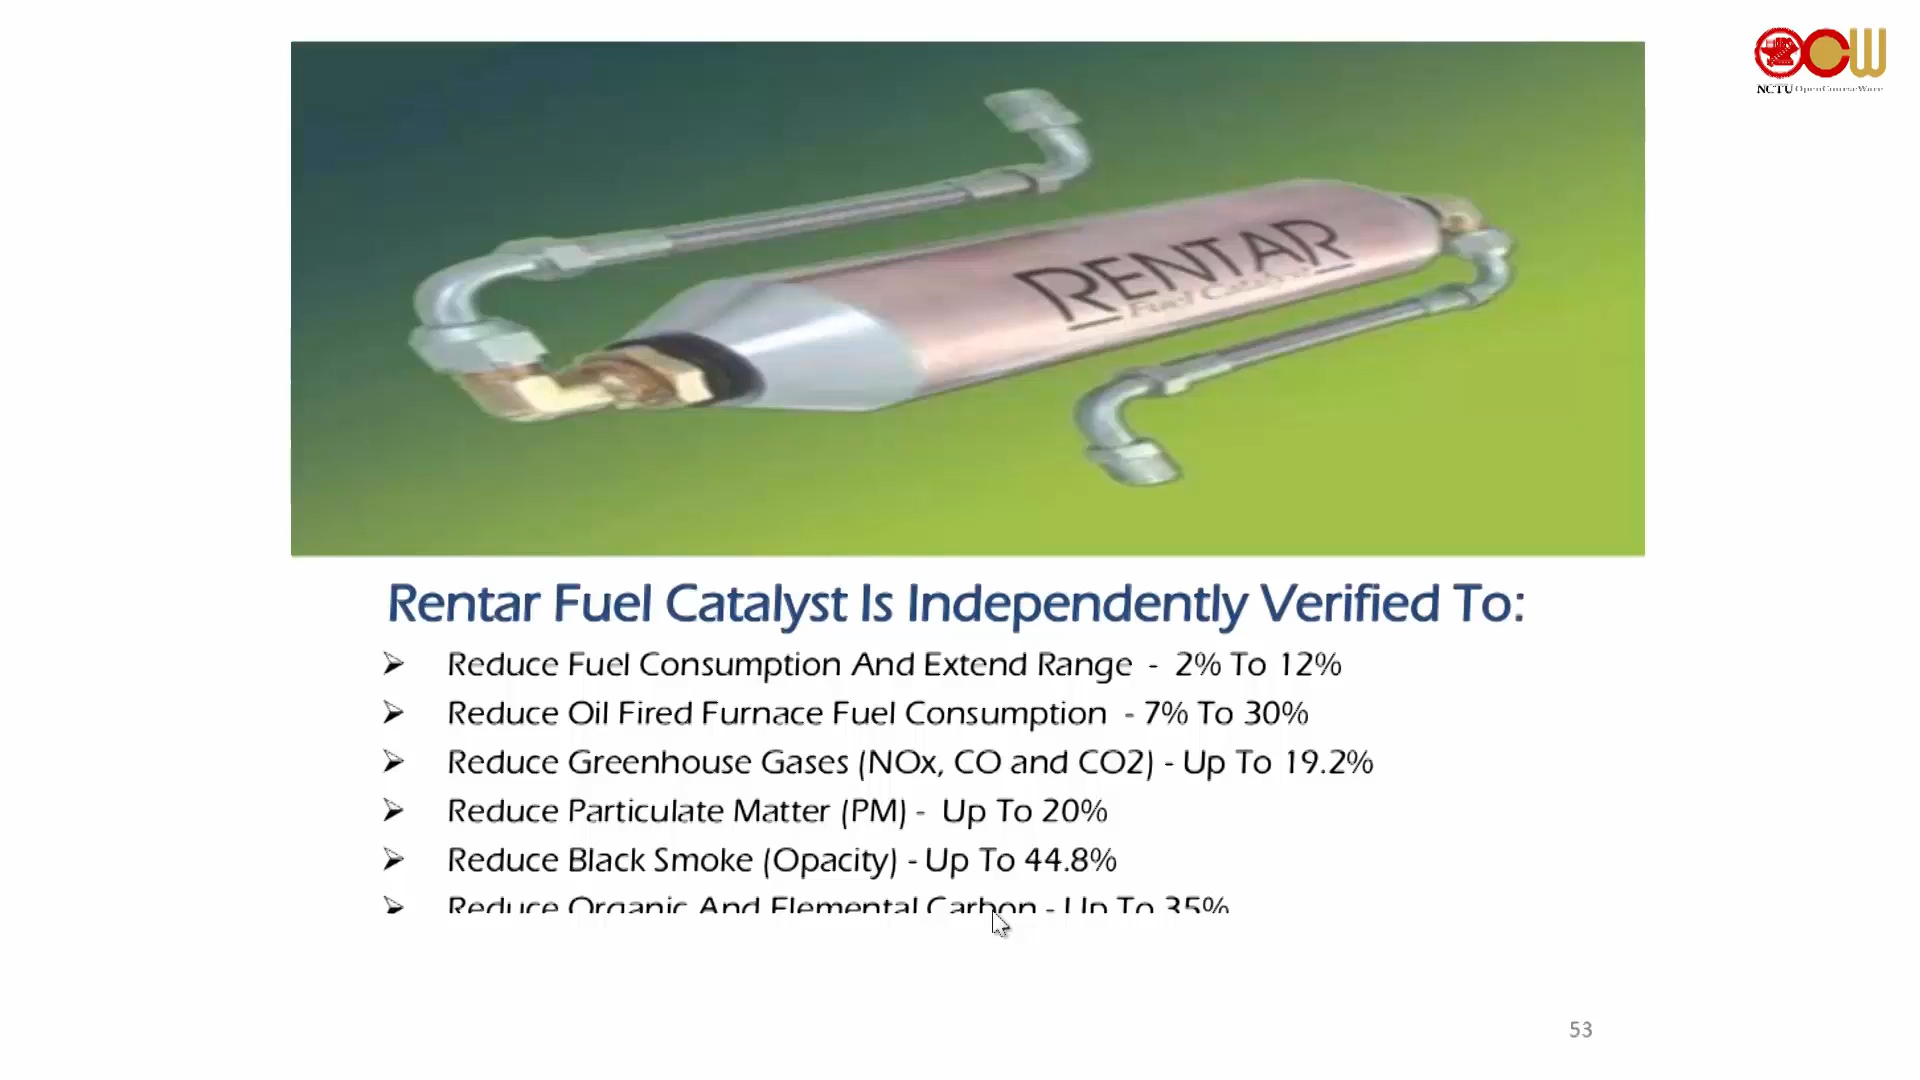 NCTU OpenCourseWare
RENTAR
Fuel Catalyst
Rentar Fuel Catalyst Is Independently Verified To:
➢ Reduce Fuel Consumption And Extend Range - 2% To 12%
➢ Reduce Oil Fired Furnace Fuel Consumption - 7% To 30%
➢ Reduce Greenhouse Gases (NOx, CO and CO2) - Up To 19.2%
➢ Reduce Particulate Matter (PM) - Up To 20%
➢ Reduce Black Smoke (Opacity) - Up To 44.8%
➢ Reduce Organic And Elemental Carbon - Up To 35%
53